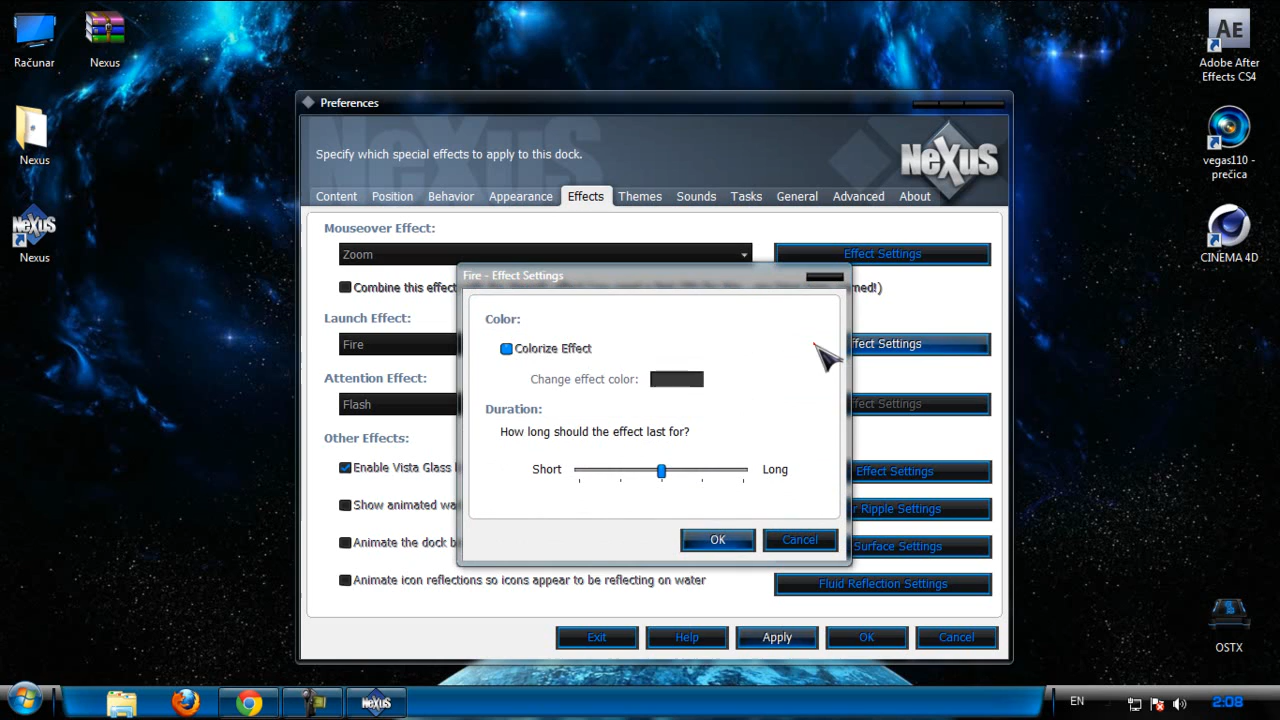 Računar
Nexus
Nexus
Nexus
NeXuS
Preferences
NeXuS
Specify which special effects to apply to this dock.
NeXuS
Content
Position
Behavior
Appearance
Effects
Themes
Sounds
Tasks
General
Advanced
About
Mouseover Effect:
Zoom
Effect Settings
Combine this effec
med!)
Launch Effect:
Fire
ffect Settings
Attention Effect:
Flash
ffect Settings
Other Effects:
Enable Vista Glass
Effect Settings
Show animated wa
r Ripple Settings
Animate the dock b
Surface Settings
Animate icon reflections so icons appear to be reflecting on water
Fluid Reflection Settings
Exit
Help
Apply
OK
Cancel
Fire - Effect Settings
Color:
Colorize Effect
Change effect color:
Duration:
How long should the effect last for?
Short
Long
OK
Cancel
Ae
Adobe After
Effects CS4
vegas110 -
prečica
CINEMA 4D
OSTX
NeXuS
EN
2:08